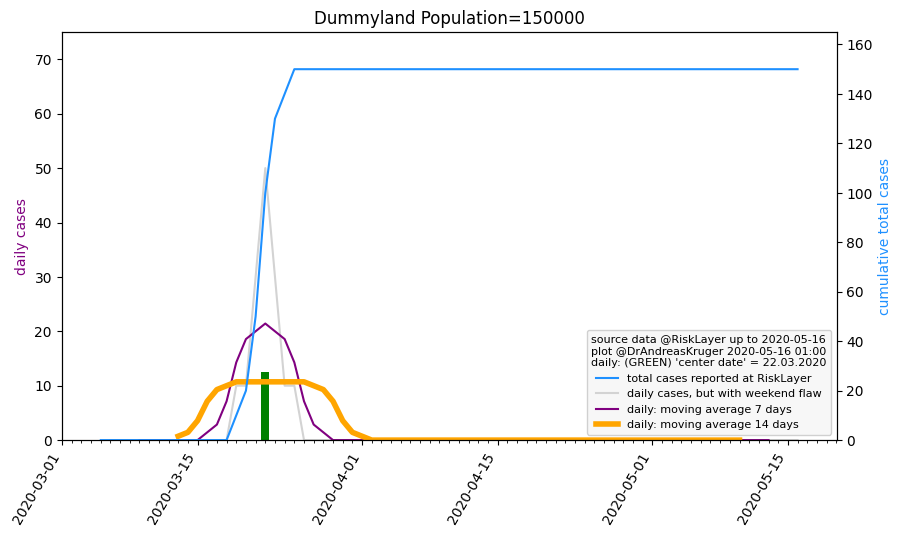 Dummyland Population=150000
70
60
50
40
30
20
10
0
daily cases
160
140
120
100
80
60
40
20
0
cumulative total cases
source data @RiskLayer up to 2020-05-16
plot @DrAndreasKruger 2020-05-16 01:00
daily: (GREEN) 'center date' = 22.03.2020
total cases reported at RiskLayer
daily cases, but with weekend flaw
daily: moving average 7 days
daily: moving average 14 days
2020-03-01
2020-03-15
2020-04-01
2020-04-15
2020-05-01
2020-05-15